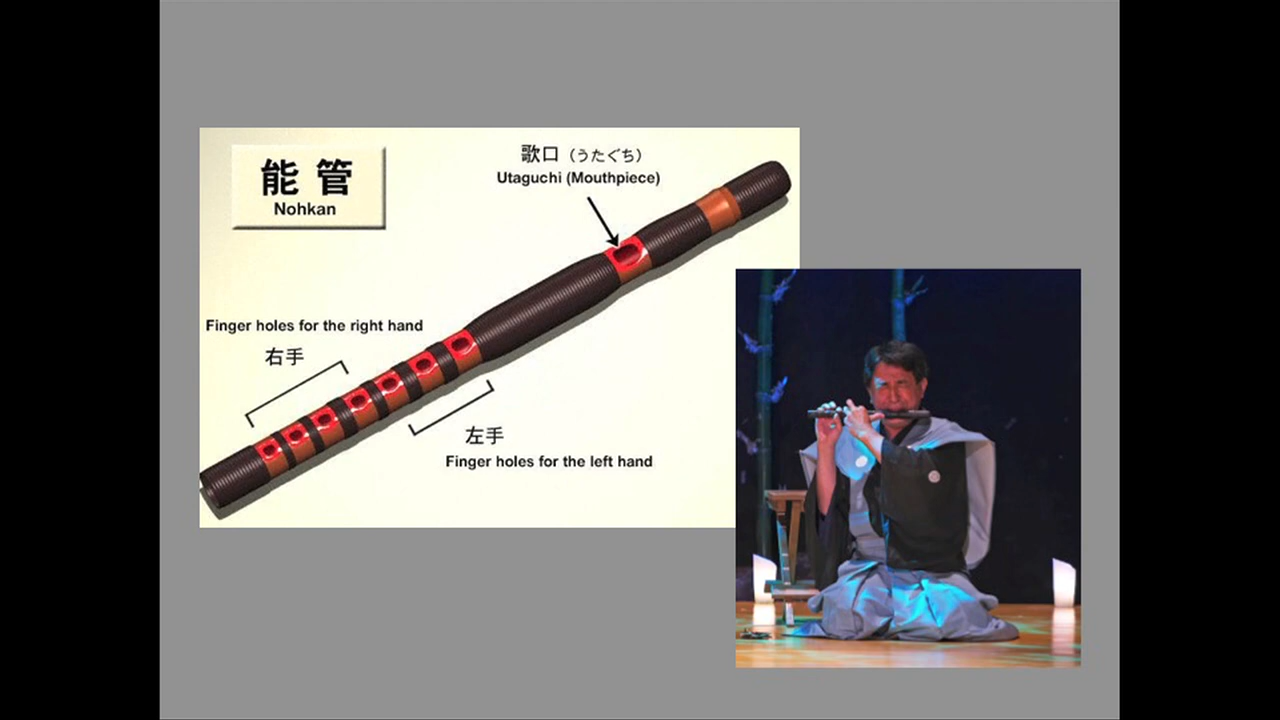 能管
Nohkan
歌口（うたぐち）
Utaguchi (Mouthpiece)
Finger holes for the right hand
右手
左手
Finger holes for the left hand